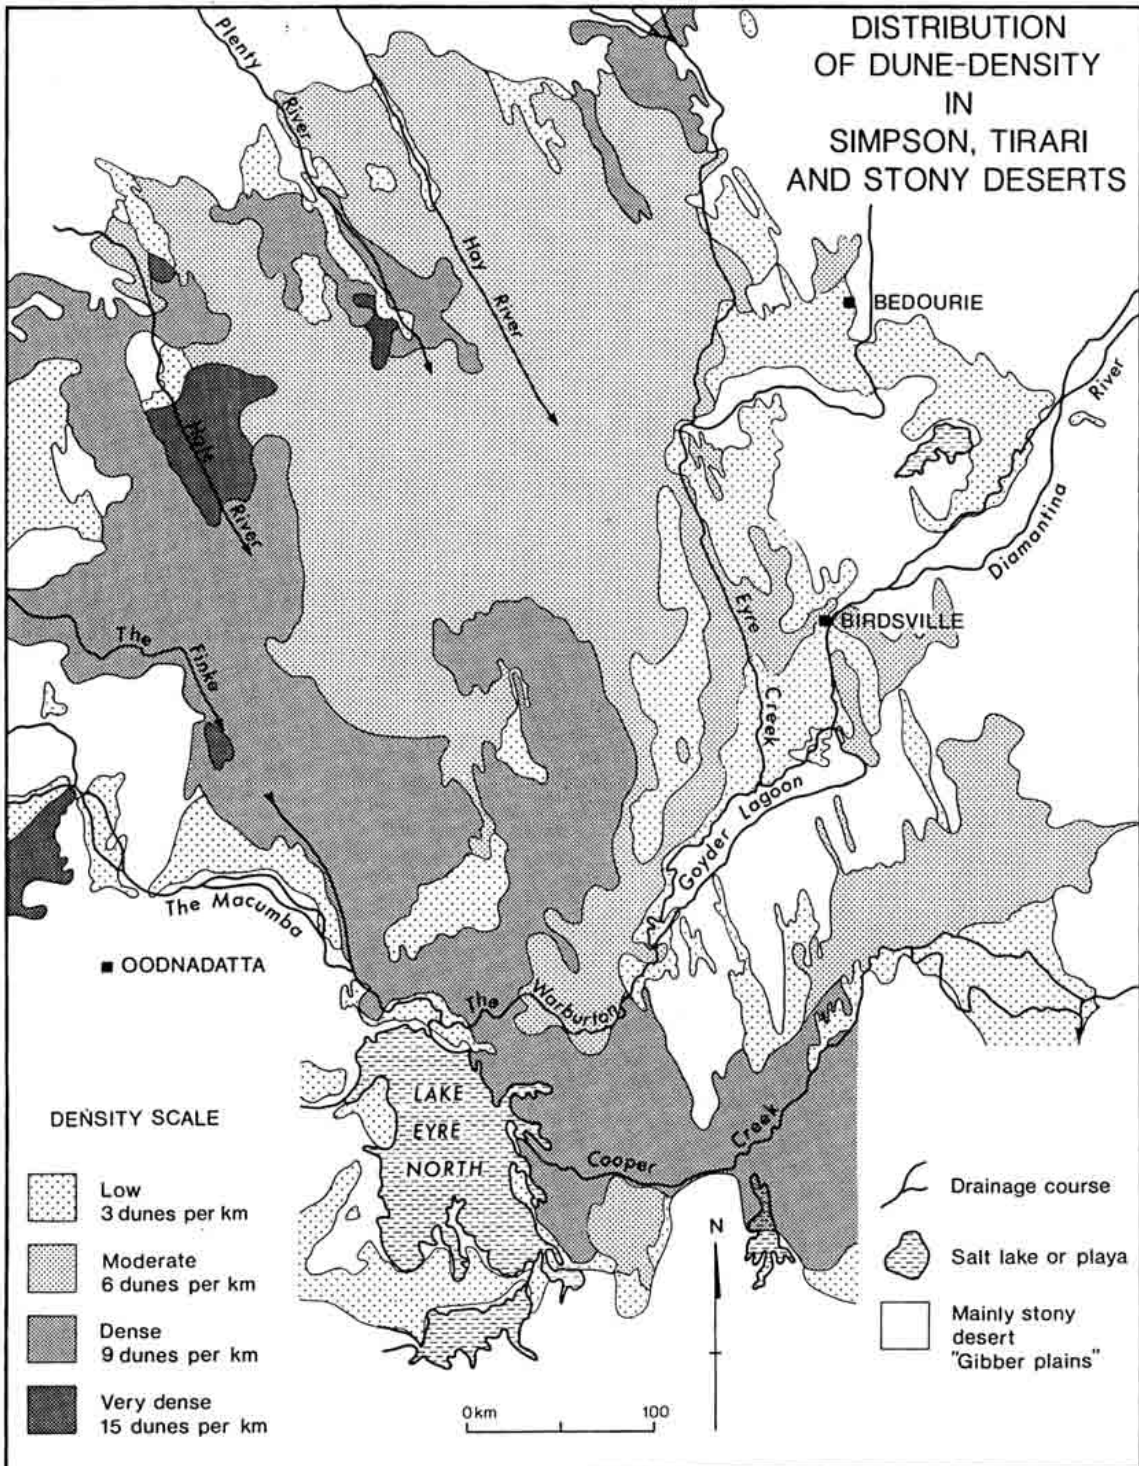 DISTRIBUTION
OF DUNE-DENSITY
IN
SIMPSON, TIRARI
AND STONY DESERTS
Plenty
River
Hay
River
BEDOURIE
River
Diamantina
Hale
River
Eyre
Creek
BIRDSVILLE
The
Finke
Goyder Lagoon
The Macumba
OODNADATTA
The
Warburton
LAKE
EYRE
NORTH
Cooper
Creek
DENSITY SCALE
Low
3 dunes per km
Moderate
6 dunes per km
Dense
9 dunes per km
Very dense
15 dunes per km
N
0km 100
Drainage course
Salt lake or playa
Mainly stony
desert
"Gibber plains"